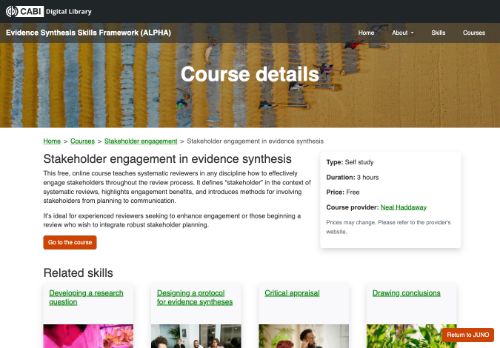 CABI Digital Library
Evidence Synthesis Skills Framework (ALPHA)
Home
About
Skills
Courses
Course details
Home > Courses > Stakeholder engagement > Stakeholder engagement in evidence synthesis
Stakeholder engagement in evidence synthesis
This free, online course teaches systematic reviewers in any discipline how to effectively
engage stakeholders throughout the review process. It defines "stakeholder" in the context of
systematic reviews, highlights engagement benefits, and introduces methods for involving
stakeholders from planning to communication.
It's ideal for experienced reviewers seeking to enhance engagement or those beginning a
review who wish to integrate robust stakeholder planning.
Go to the course
Type: Self study
Duration: 3 hours
Price: Free
Course provider: Neal Haddaway
Prices may change. Please refer to the provider's
website.
Related skills
Developing a research
question
Designing a protocol
for evidence syntheses
Critical appraisal
Drawing conclusions
Return to JUNO